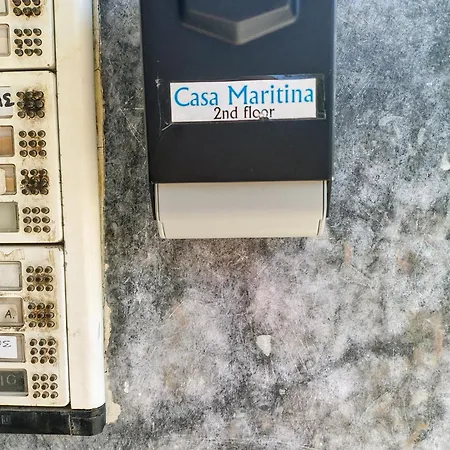 Casa Maritina
2nd floor
A